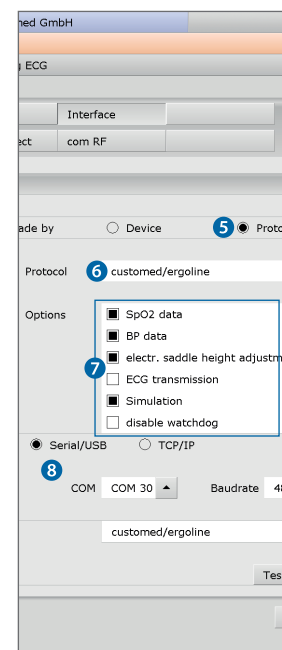 ned GmbH
g ECG
Interface
ect com RF
ade by Device 5 Proto
Protocol 6 customed/ergoline
Options SpO2 data
BP data
7 electr. saddle height adjustm
ECG transmission
Simulation
disable watchdog
Serial/USB TCP/IP
8
COM COM 30 Baudrate 48
customed/ergoline
Tes